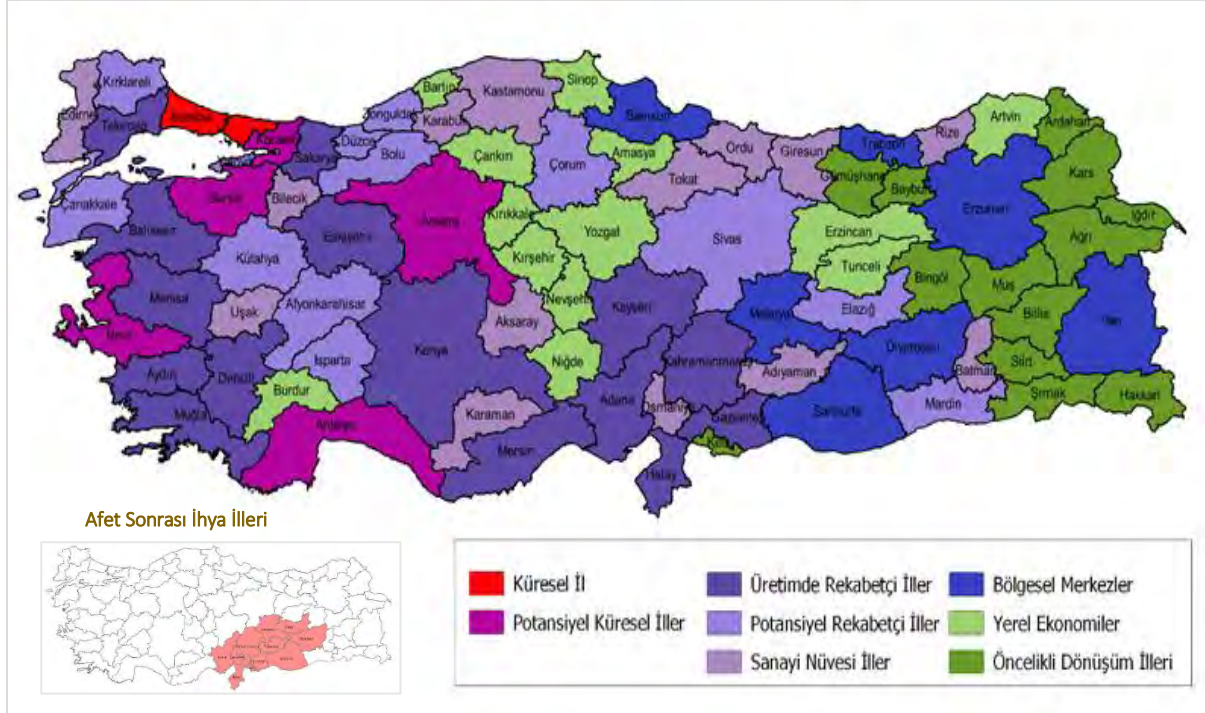 Kırklareli
Edirne
Tekirdağ
İstanbul
Kocaeli
Yalova
Sakarya
Düzce
Zonguldak
Bartın
Karabük
Kastamonu
Sinop
Samsun
Bolu
Çankırı
Çorum
Amasya
Ordu
Giresun
Trabzon
Rize
Artvin
Ardahan
Tokat
Gümüşhane
Bayburt
Erzurum
Kars
Iğdır
Ağrı
Çanakkale
Balıkesir
Bursa
Bilecik
Eskişehir
Ankara
Kırıkkale
Yozgat
Sivas
Erzincan
Tunceli
Kütahya
Kırşehir
Bingöl
Muş
Manisa
Uşak
Afyonkarahisar
Nevşehir
Kayseri
Malatya
Elazığ
Bitlis
Van
İzmir
Aksaray
Konya
Isparta
Niğde
Kahramanmaraş
Adıyaman
Diyarbakır
Batman
Siirt
Aydın
Denizli
Burdur
Şırnak
Hakkari
Muğla
Antalya
Karaman
Mersin
Adana
Osmaniye
Gaziantep
Kilis
Şanlıurfa
Mardin
Hatay
Afet Sonrası İhya İlleri
Küresel İl
Potansiyel Küresel İller
Üretimde Rekabetçi İller
Potansiyel Rekabetçi İller
Sanayi Nüvesi İller
Bölgesel Merkezler
Yerel Ekonomiler
Öncelikli Dönüşüm İlleri